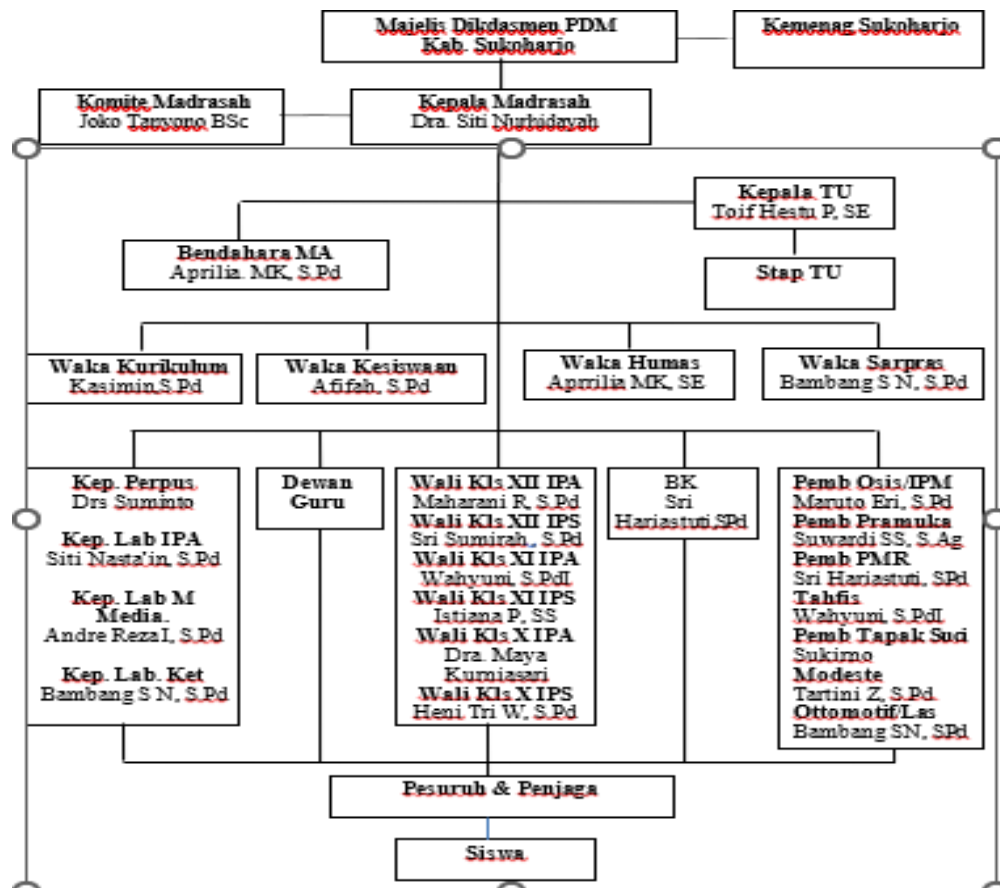 Majelis Dikdasmen PDM
Kab. Sukoharjo
Kemenag Sukoharjo
Komite Madrasah
Joko Tanyono BSc
Kepala Madrasah
Dra. Siti Nurhidayah
Kepala TU
Toif Hestu P, SE
Bendahara MA
Aprilia. MK, S.Pd
Stap TU
Waka Kurikulum
Kasimin,S.Pd
Waka Kesiswaan
Afifah, S.Pd
Waka Humas
Aprrilia MK, SE
Waka Sarpras
Bambang S N, S.Pd
Kep. Perpus
Drs Suminto
Kep. Lab IPA
Siti Nasta'in, S.Pd
Kep. Lab M
Media.
Andre Reza I, S.Pd
Kep. Lab. Ket
Bambang S N, S.Pd
Dewan
Guru
Wali Kls XII IPA
Maharani R, S.Pd
Wali Kls XII IPS
Sri Sumirah, S.Pd
Wali Kls XI IPA
Wahyuni, S.PdI
Wali Kls XI IPS
Istiana P, SS
Wali Kls X IPA
Dra. Maya
Kurniasari
Wali Kls X IPS
Heni Tri W, S.Pd
BK
Sri
Hariastuti,SPd
Pemb Osis/IPM
Maruto Eri, S.Pd
Pemb Pramuka
Suwardi SS, S.Ag
Pemb PMR
Sri Hariastuti, SPd
Tahfis
Wahyuni, S.PdI
Pemb Tapak Suci
Sukirno
Modeste
Tartini Z, S.Pd
Ottomotif/Las
Bambang SN, SPd
Pesuruh & Penjaga
Siswa